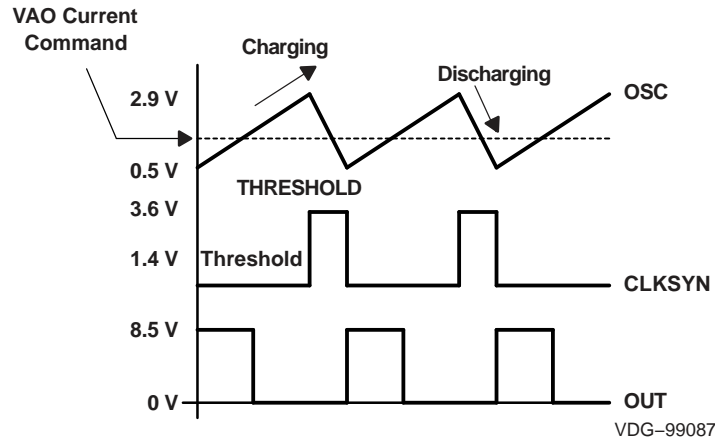 VAO Current
Command
Charging
Discharging
2.9 V
OSC
0.5 V
THRESHOLD
3.6 V
1.4 V
Threshold
CLKSYN
8.5 V
0 V
OUT
VDG–99087